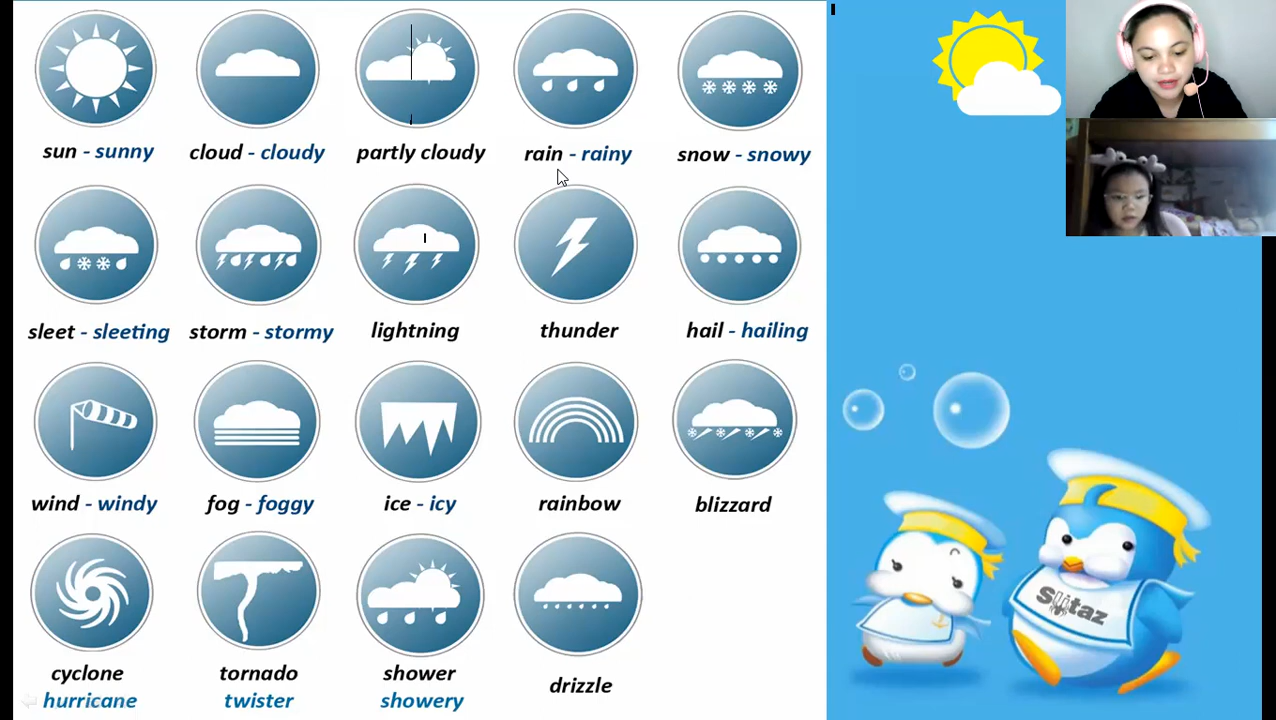 sun - sunny
cloud - cloudy
partly cloudy
rain - rainy
snow - snowy
sleet - sleeting
storm - stormy
lightning
thunder
hail - hailing
wind - windy
fog - foggy
ice - icy
rainbow
blizzard
cyclone
hurricane
tornado
twister
shower
showery
drizzle
Slitaz